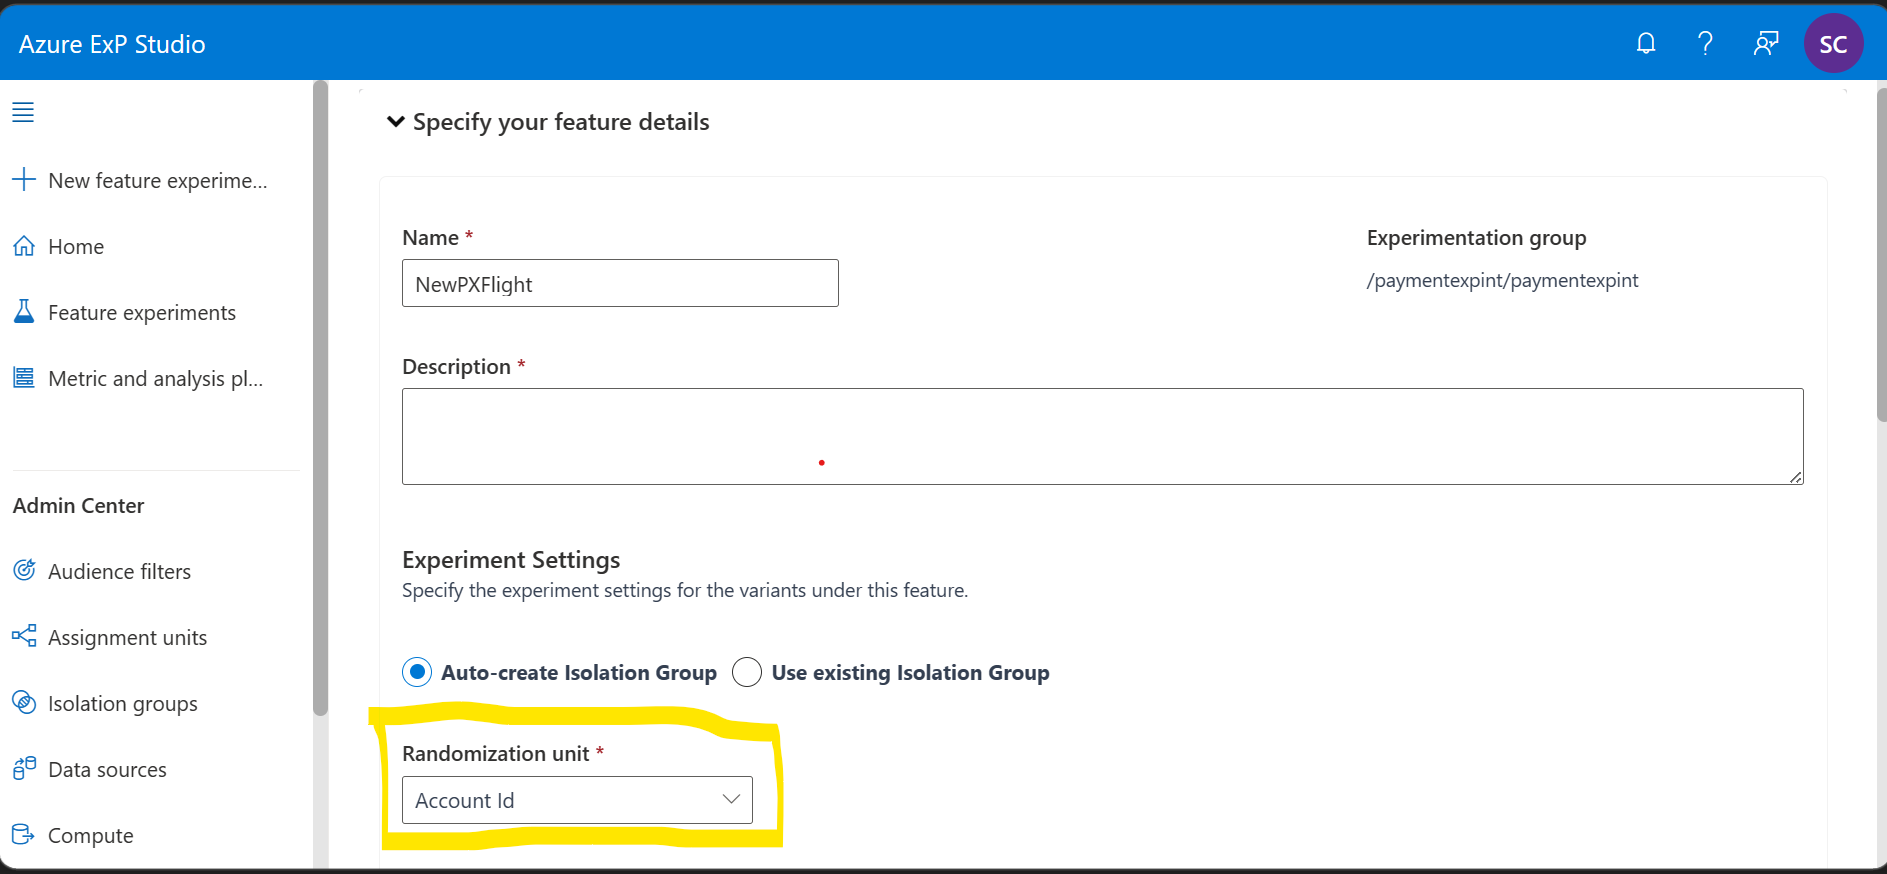 Azure ExP Studio
SC
New feature experime...
Home
Feature experiments
Metric and analysis pl...
Admin Center
Audience filters
Assignment units
Isolation groups
Data sources
Compute
Specify your feature details
Name *
NewPXFlight
Experimentation group
/paymentexpint/paymentexpint
Description *
Experiment Settings
Specify the experiment settings for the variants under this feature.
Auto-create Isolation Group
Use existing Isolation Group
Randomization unit *
Account Id